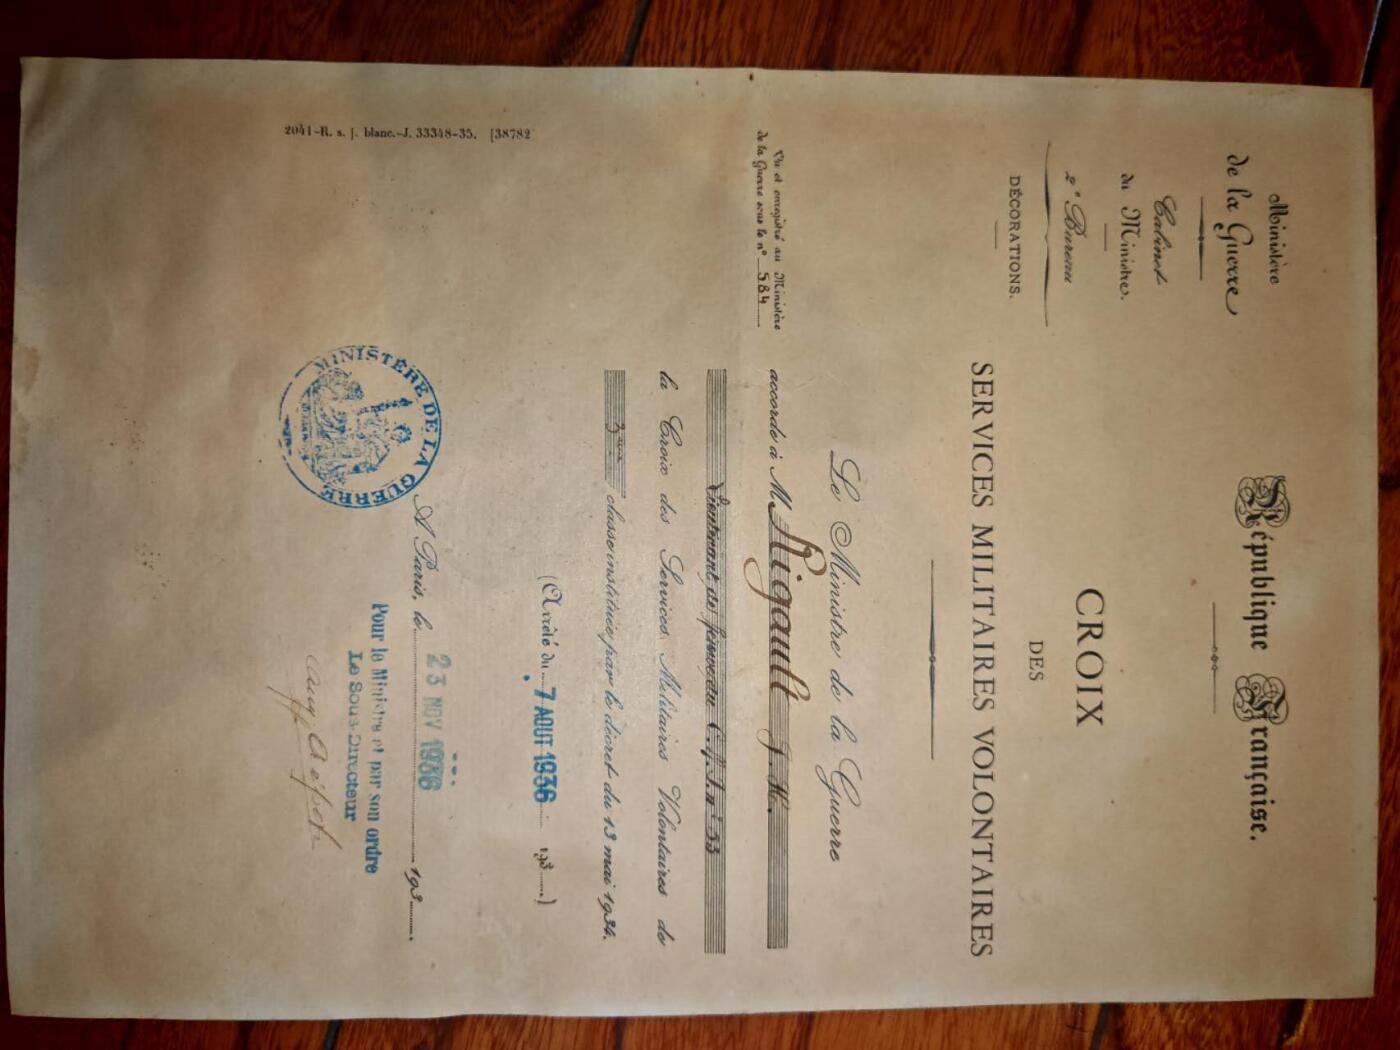 Ministère
de la Guerre
Cabinet
du Ministre.
2e Bureau
DÉCORATIONS.
République Française.
CROIX
DES
SERVICES MILITAIRES VOLONTAIRES
Le Ministre de la Guerre
Vu et enregistré au Ministère
de la Guerre sous le n° 584
accorde à M. Rigault J. M.
Lieutenant de réserve du C. M. I. n° 33
la Croix des Services Militaires Volontaires de
3ème classe instituée par le décret du 13 mai 1934.
(Arrêté du 7 AOUT 1936 193 )
A Paris, le 23 NOV 1936 193 .
MINISTÈRE DE LA GUERRE
Pour le Ministre et par son ordre
Le Sous-Directeur
2041-R. s. j. blanc.-J. 33348-35. [38782